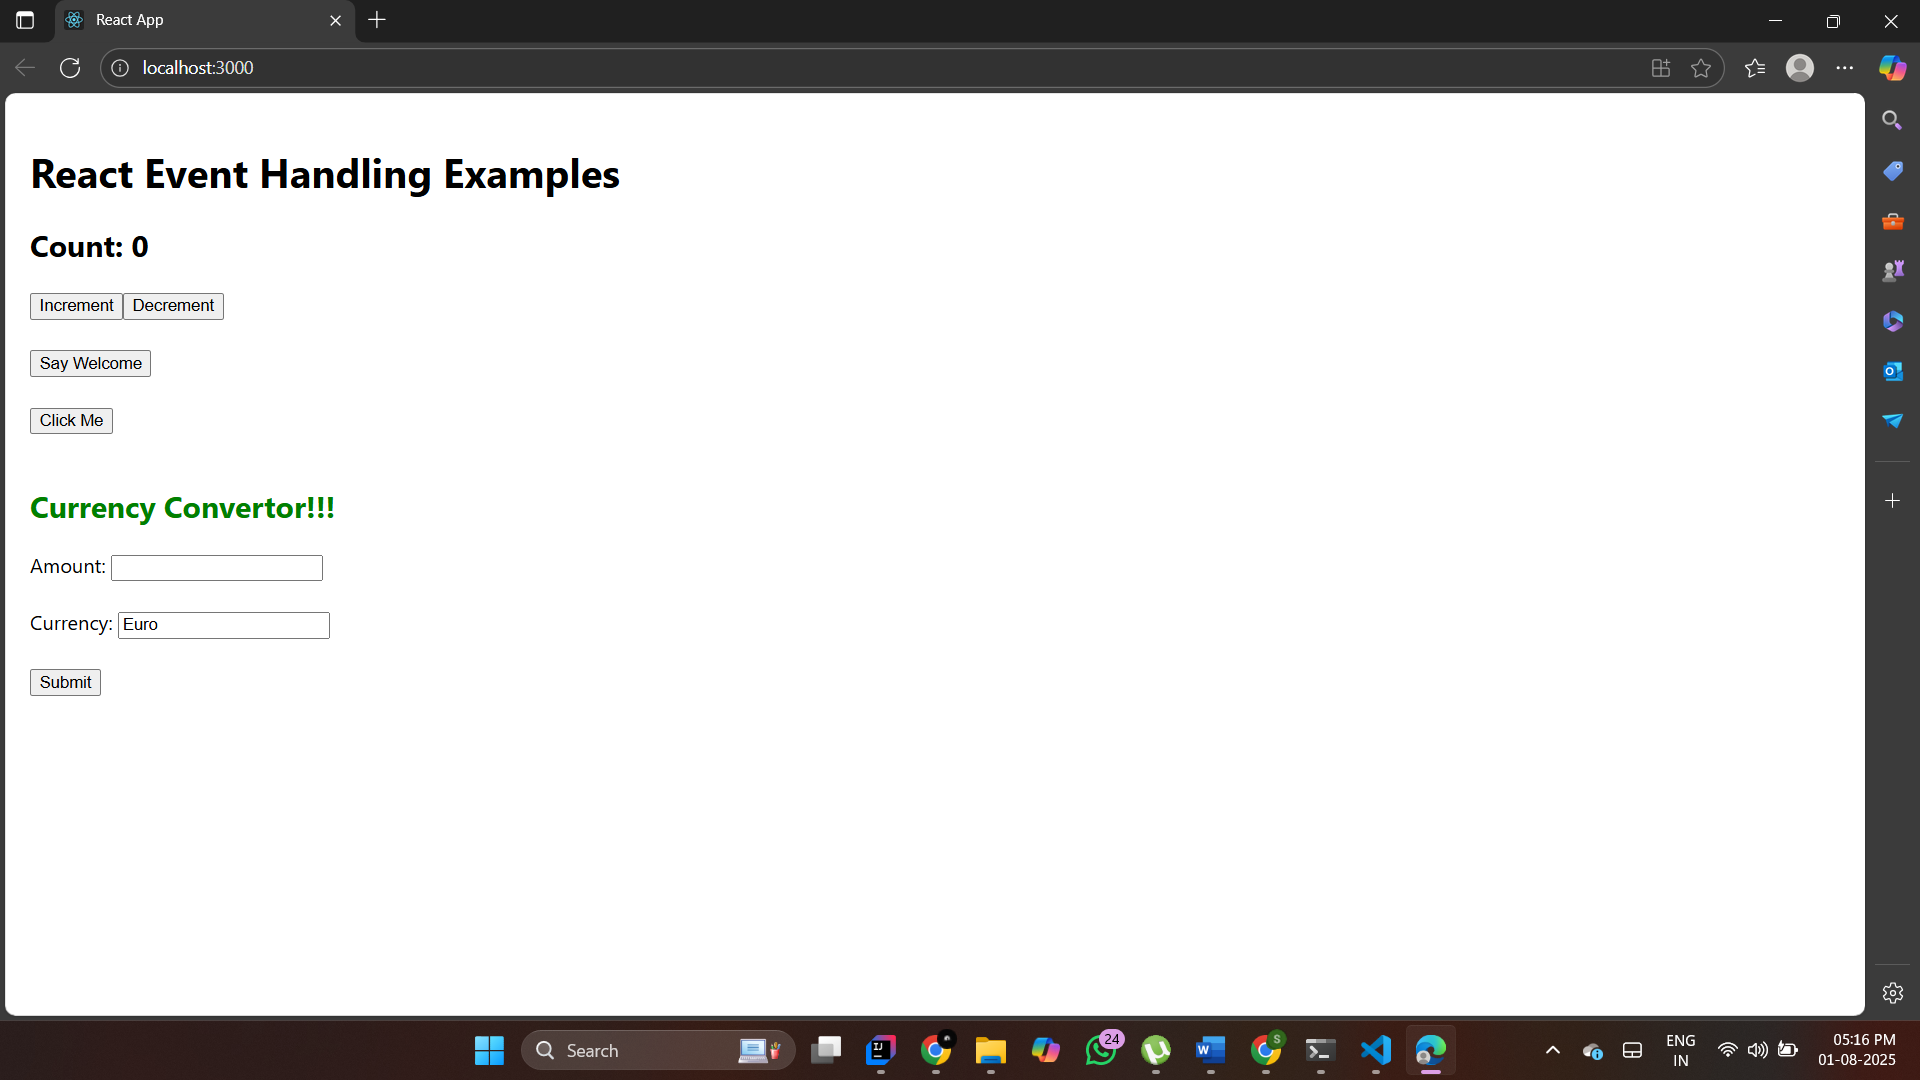 React App
localhost:3000
React Event Handling Examples
Count: 0
Increment Decrement
Say Welcome
Click Me
Currency Convertor!!!
Amount:
Currency: Euro
Submit
Search
24
S
ENG
IN
05:16 PM
01-08-2025